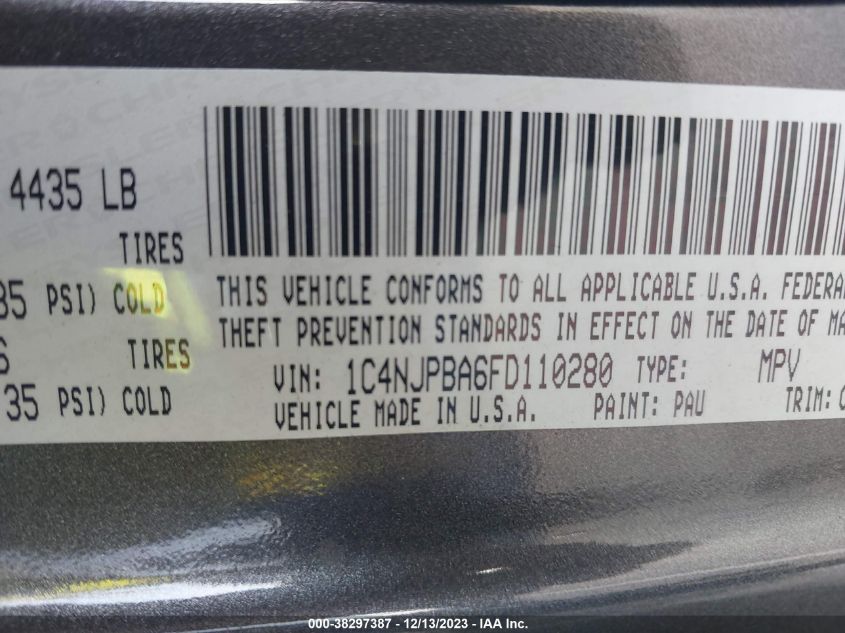 4435 LB
TIRES
35 PSI) COLD
TIRES
35 PSI) COLD
THIS VEHICLE CONFORMS TO ALL APPLICABLE U.S.A. FEDERA
THEFT PREVENTION STANDARDS IN EFFECT ON THE DATE OF MA
VIN: 1C4NJPBA6FD110280 TYPE: MPV
VEHICLE MADE IN U.S.A. PAINT: PAU TRIM:
000-38297387 - 12/13/2023 - IAA Inc.